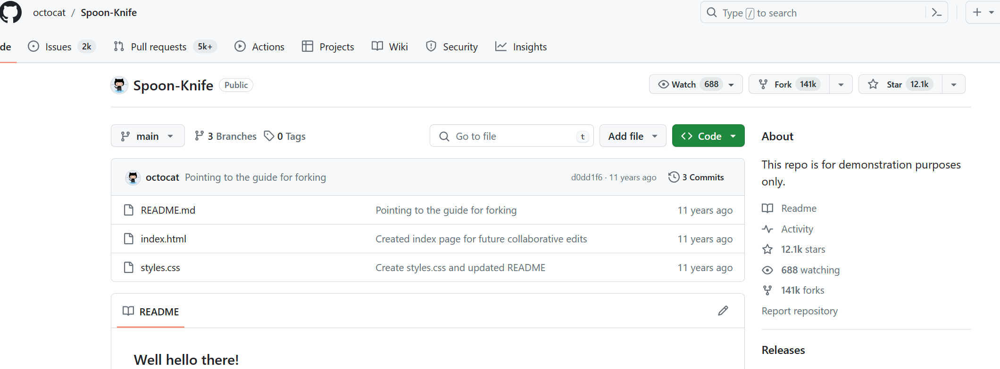 octocat / Spoon-Knife
Type / to search
de
Issues 2k
Pull requests 5k+
Actions
Projects
Wiki
Security
Insights
Spoon-Knife Public
Watch 688
Fork 141k
Star 12.1k
main
3 Branches
0 Tags
Go to file t
Add file
Code
octocat Pointing to the guide for forking d0dd1f6 · 11 years ago 3 Commits
README.md Pointing to the guide for forking 11 years ago
index.html Created index page for future collaborative edits 11 years ago
styles.css Create styles.css and updated README 11 years ago
README
Well hello there!
About
This repo is for demonstration purposes
only.
Readme
Activity
12.1k stars
688 watching
141k forks
Report repository
Releases